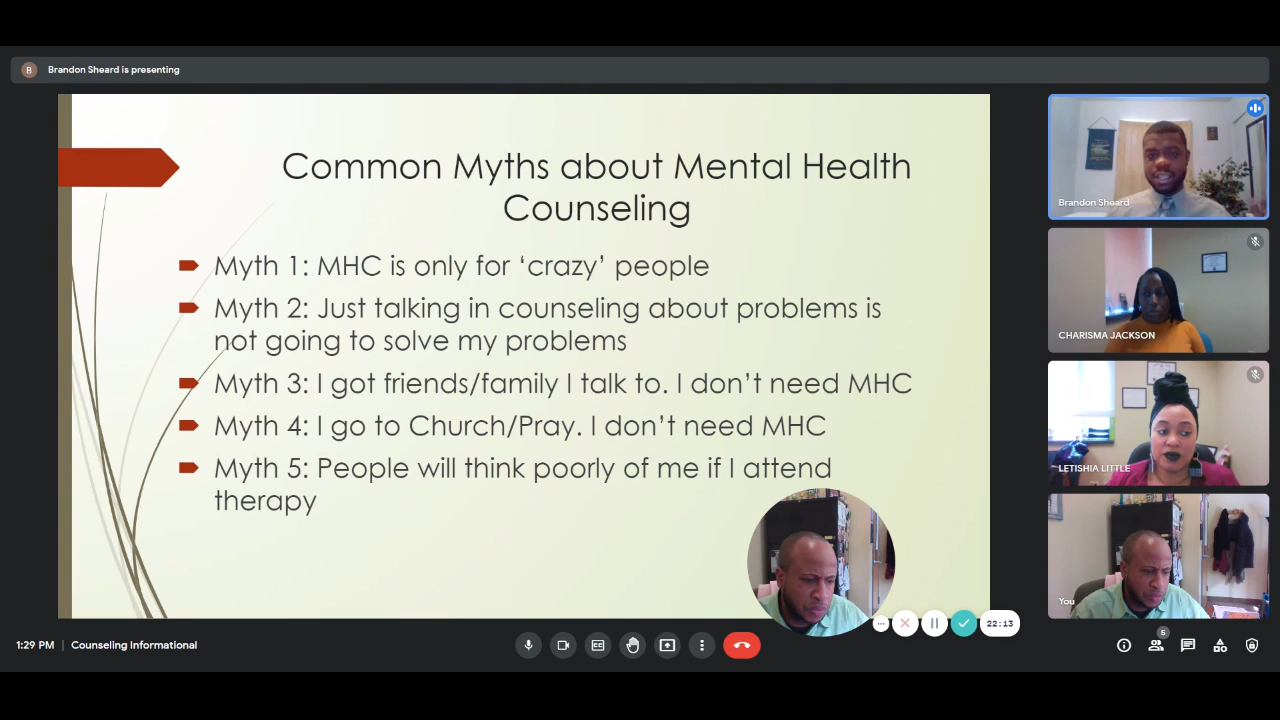 B Brandon Sheard is presenting
Common Myths about Mental Health
Counseling
Myth 1: MHC is only for ‘crazy’ people
Myth 2: Just talking in counseling about problems is
not going to solve my problems
Myth 3: I got friends/family I talk to. I don’t need MHC
Myth 4: I go to Church/Pray. I don’t need MHC
Myth 5: People will think poorly of me if I attend
therapy
Brandon Sheard
CHARISMA JACKSON
LETISHIA LITTLE
You
22:13
1:29 PM | Counseling Informational
CC
5